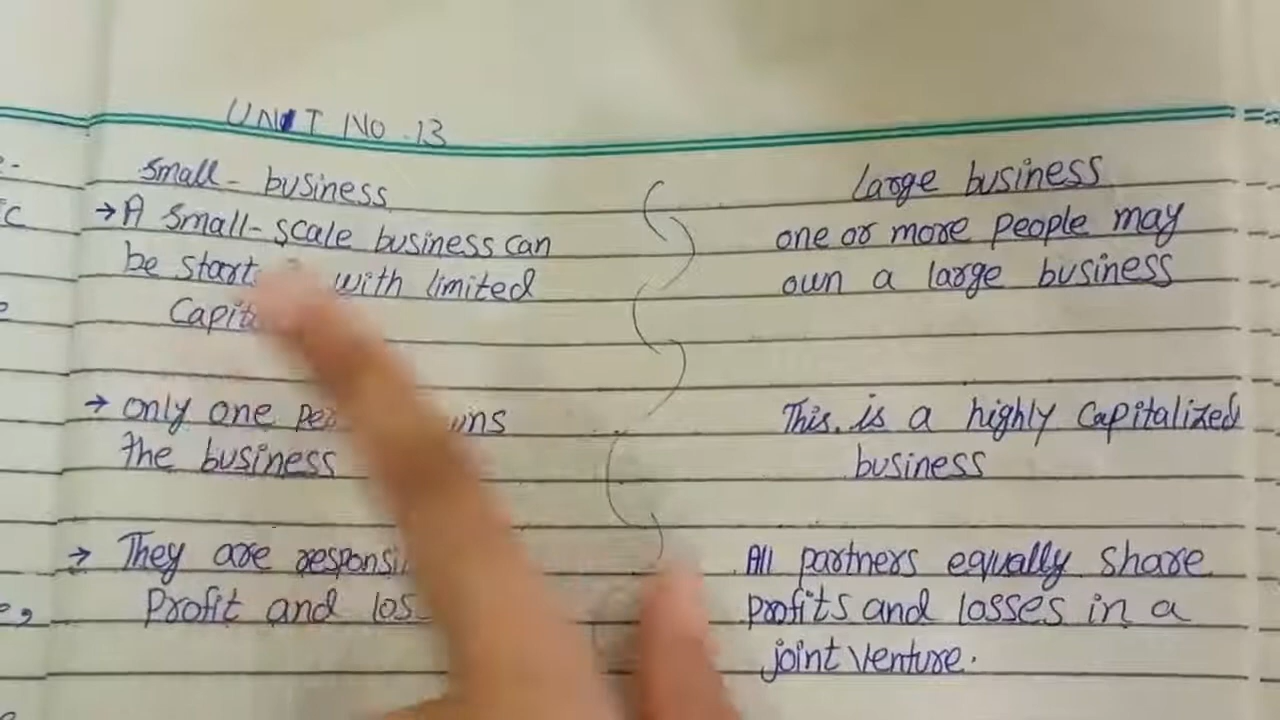 UNIT NO.13
Small - business
→ A small-scale business can
be start with limited
Capit
→ only one pe wns
the business
→ They are responsi
Profit and los
Large business
one or more people may
own a large business
This. is a highly capitalized
business
All partners equally share
profits and losses in a
joint venture.